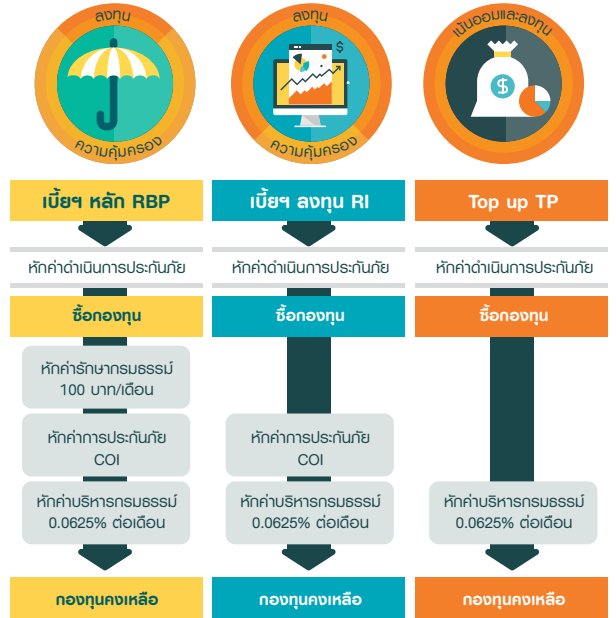 ลงทุน
ความคุ้มครอง
เบี้ยฯ หลัก RBP
หักค่าดำเนินการประกันภัย
ซื้อกองทุน
หักค่ารักษากรมธรรม์
100 บาท/เดือน
หักค่าการประกันภัย
COI
หักค่าบริหารกรมธรรม์
0.0625% ต่อเดือน
กองทุนคงเหลือ
ลงทุน
$
ความคุ้มครอง
เบี้ยฯ ลงทุน RI
หักค่าดำเนินการประกันภัย
ซื้อกองทุน
หักค่าการประกันภัย
COI
หักค่าบริหารกรมธรรม์
0.0625% ต่อเดือน
กองทุนคงเหลือ
เน้นออมและลงทุน
$
Top up TP
หักค่าดำเนินการประกันภัย
ซื้อกองทุน
หักค่าบริหารกรมธรรม์
0.0625% ต่อเดือน
กองทุนคงเหลือ